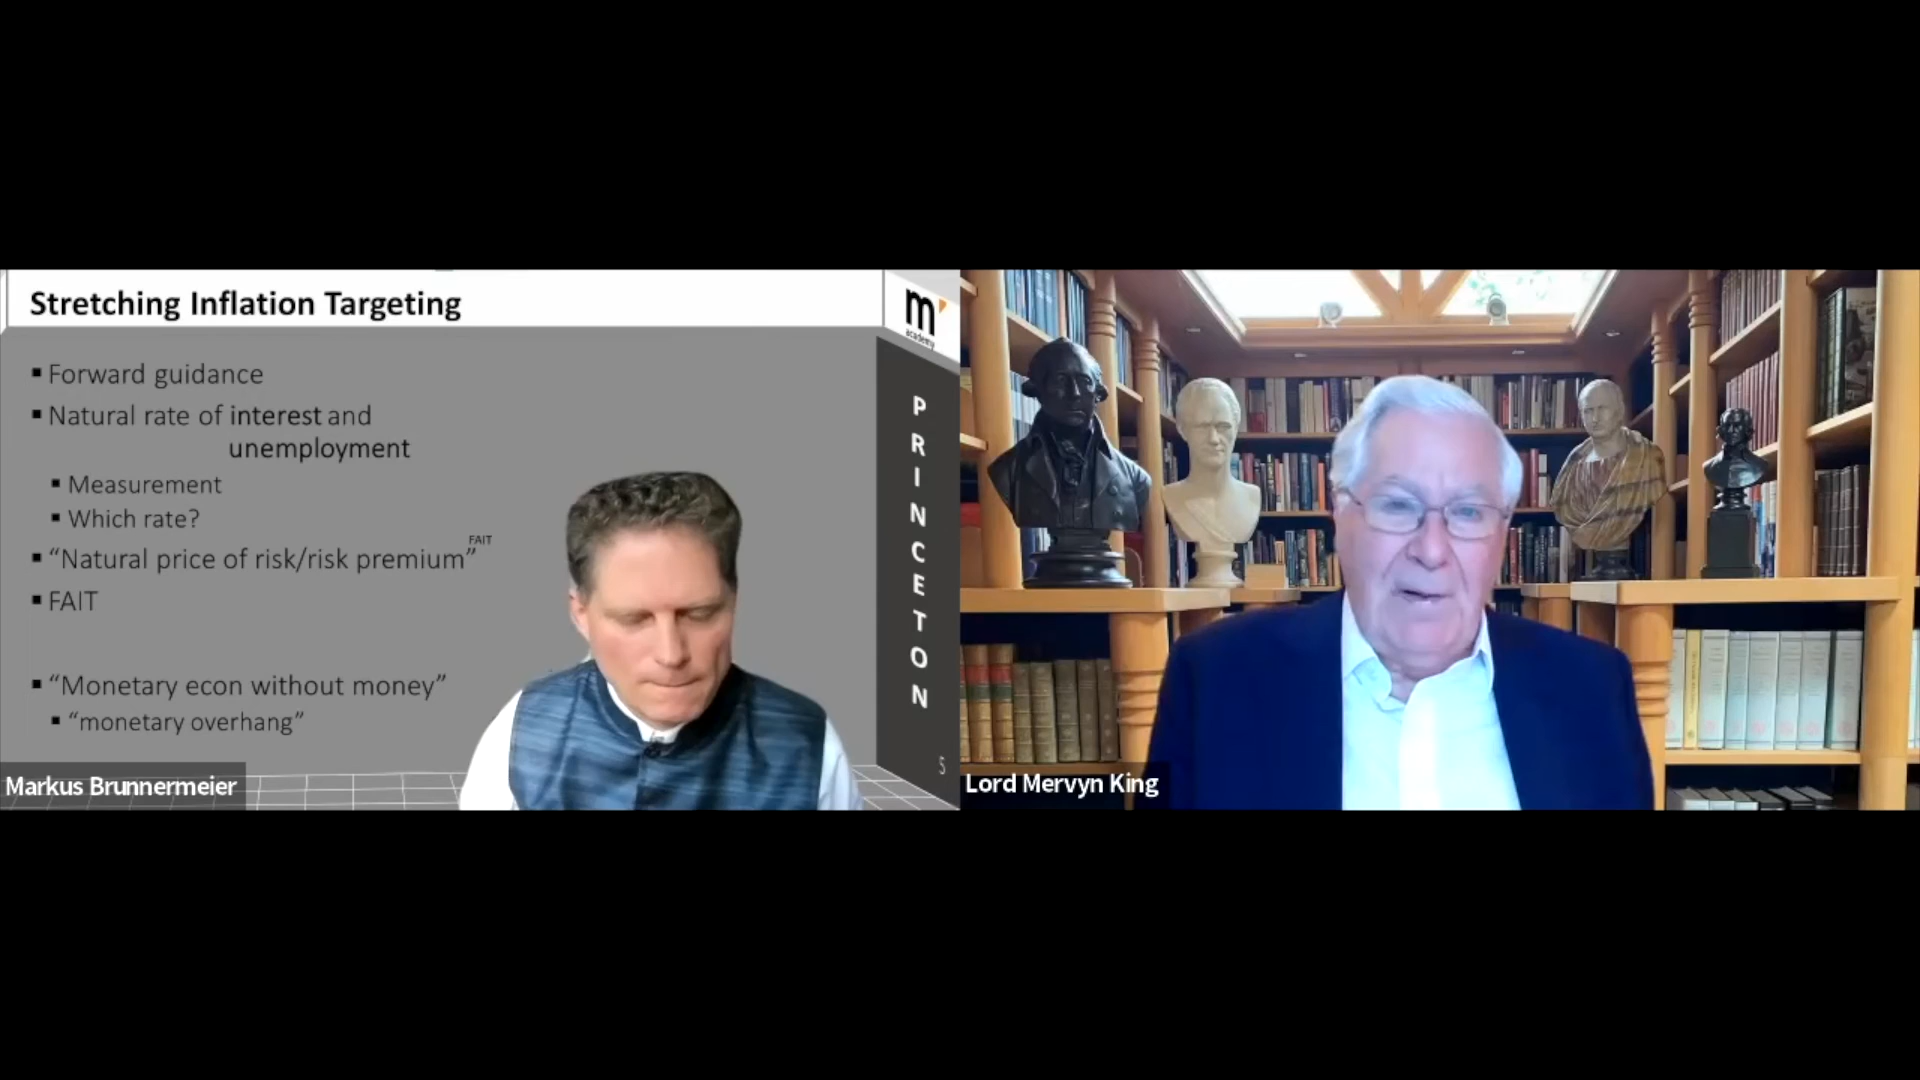 Stretching Inflation Targeting
m'
academy
▪ Forward guidance
▪ Natural rate of interest and
unemployment
▪ Measurement
▪ Which rate?
FAIT
▪ “Natural price of risk/risk premium”
▪ FAIT
▪ “Monetary econ without money”
▪ “monetary overhang”
PRINCETON
5
Markus Brunnermeier
Lord Mervyn King